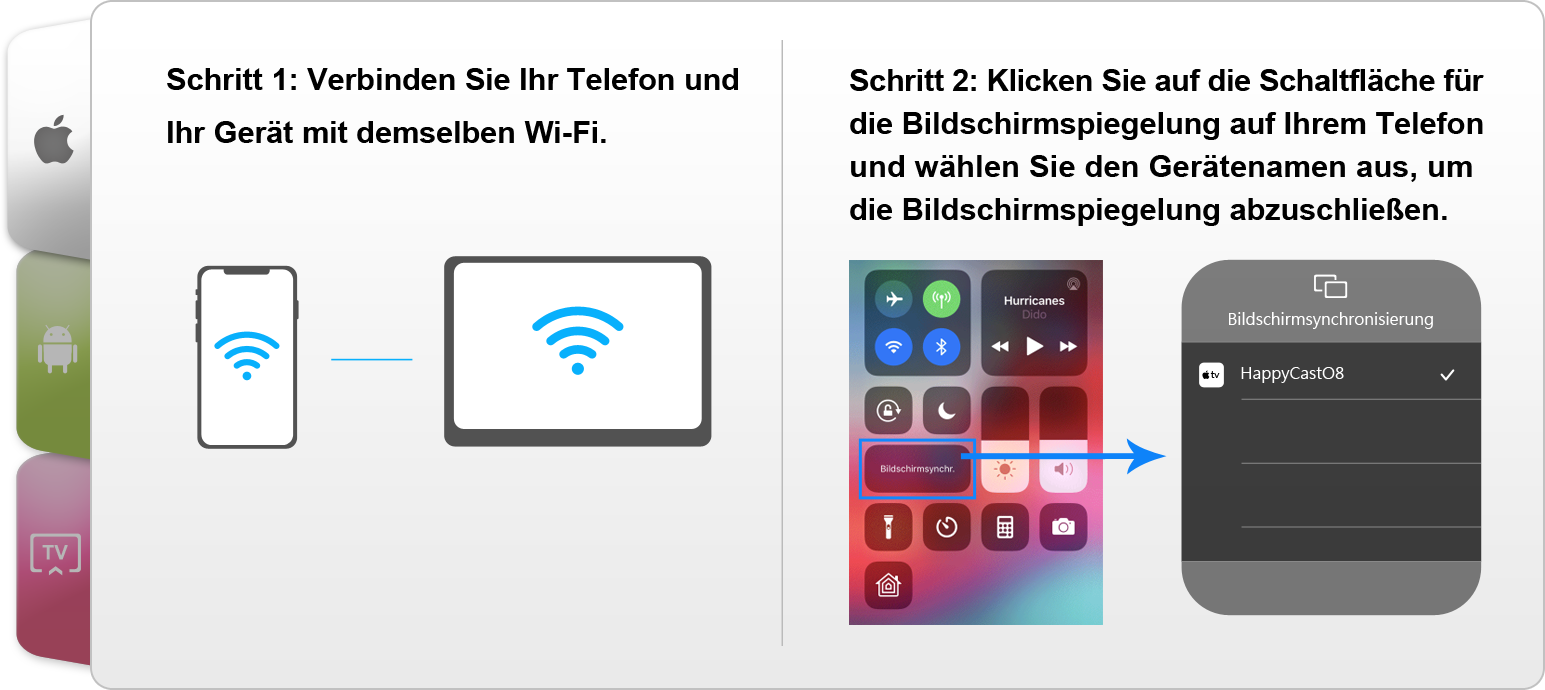 Schritt 1: Verbinden Sie Ihr Telefon und
Ihr Gerät mit demselben Wi-Fi.
Schritt 2: Klicken Sie auf die Schaltfläche für
die Bildschirmspiegelung auf Ihrem Telefon
und wählen Sie den Gerätenamen aus, um
die Bildschirmspiegelung abzuschließen.
Hurricanes
Dido
Bildschirmsynchr.
Bildschirmsynchronisierung
tv
HappyCastO8
TV